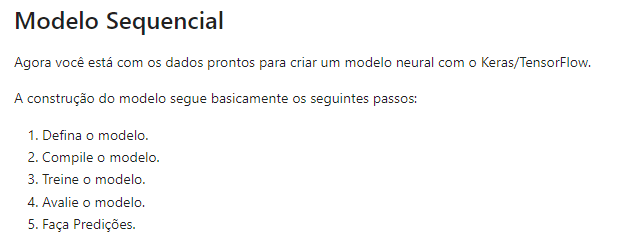 Modelo Sequencial
Agora você está com os dados prontos para criar um modelo neural com o Keras/TensorFlow.
A construção do modelo segue basicamente os seguintes passos:
1. Defina o modelo.
2. Compile o modelo.
3. Treine o modelo.
4. Avalie o modelo.
5. Faça Predições.